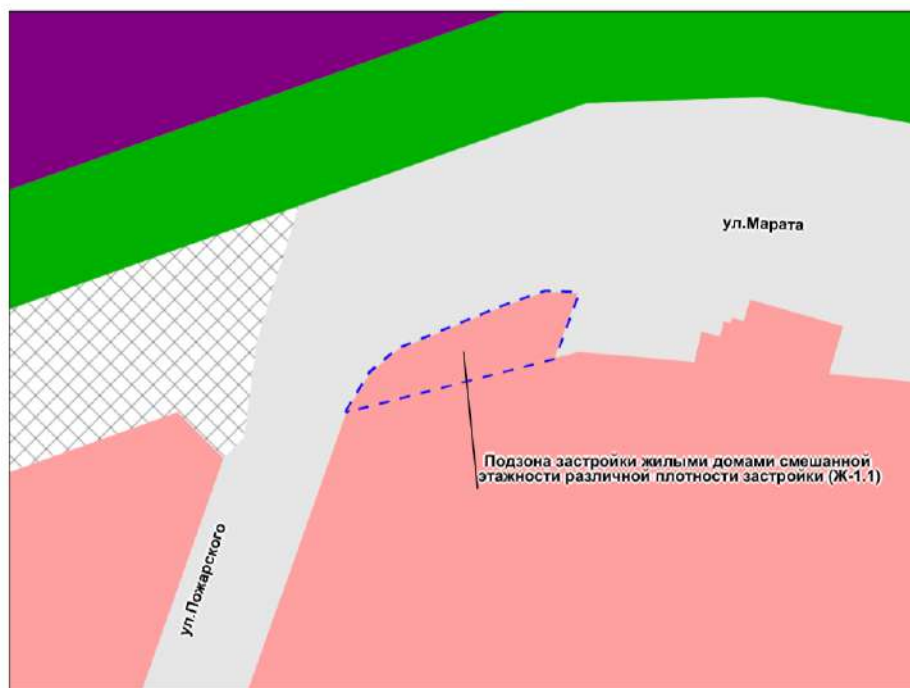 ул.Марата
Подзона застройки жилыми домами смешанной
этажности различной плотности застройки (Ж-1.1)
ул.Пожарского